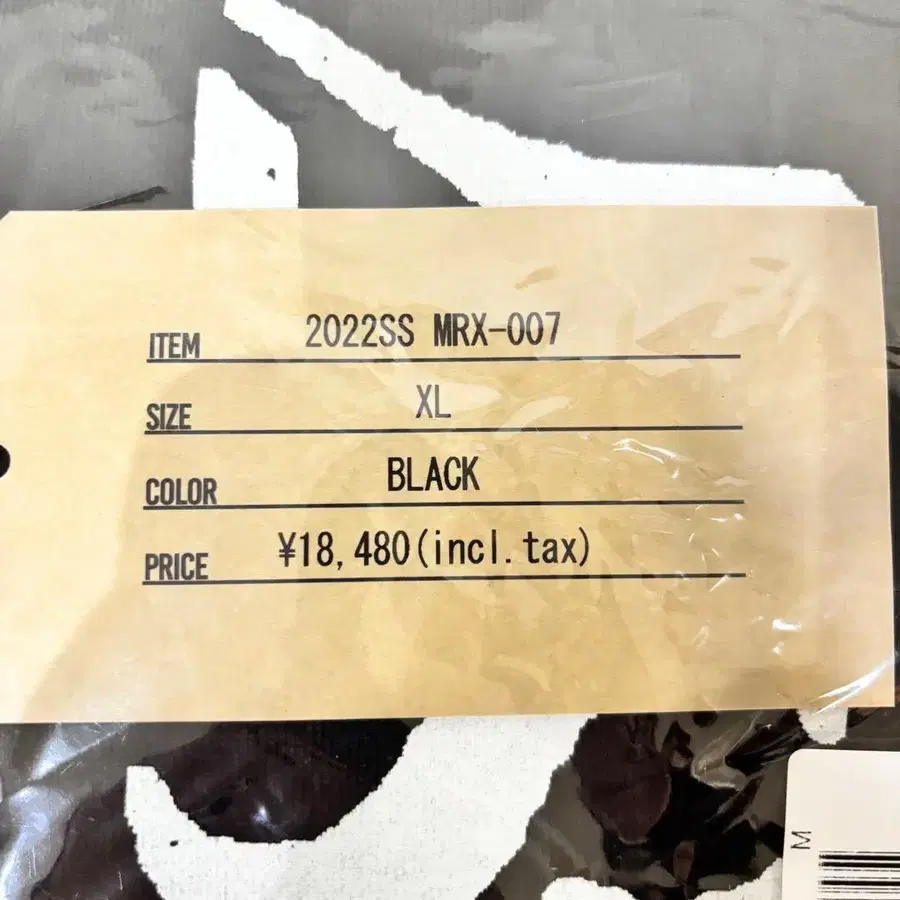 ITEM 2022SS MRX-007
SIZE XL
COLOR BLACK
PRICE ¥18,480(incl.tax)
M